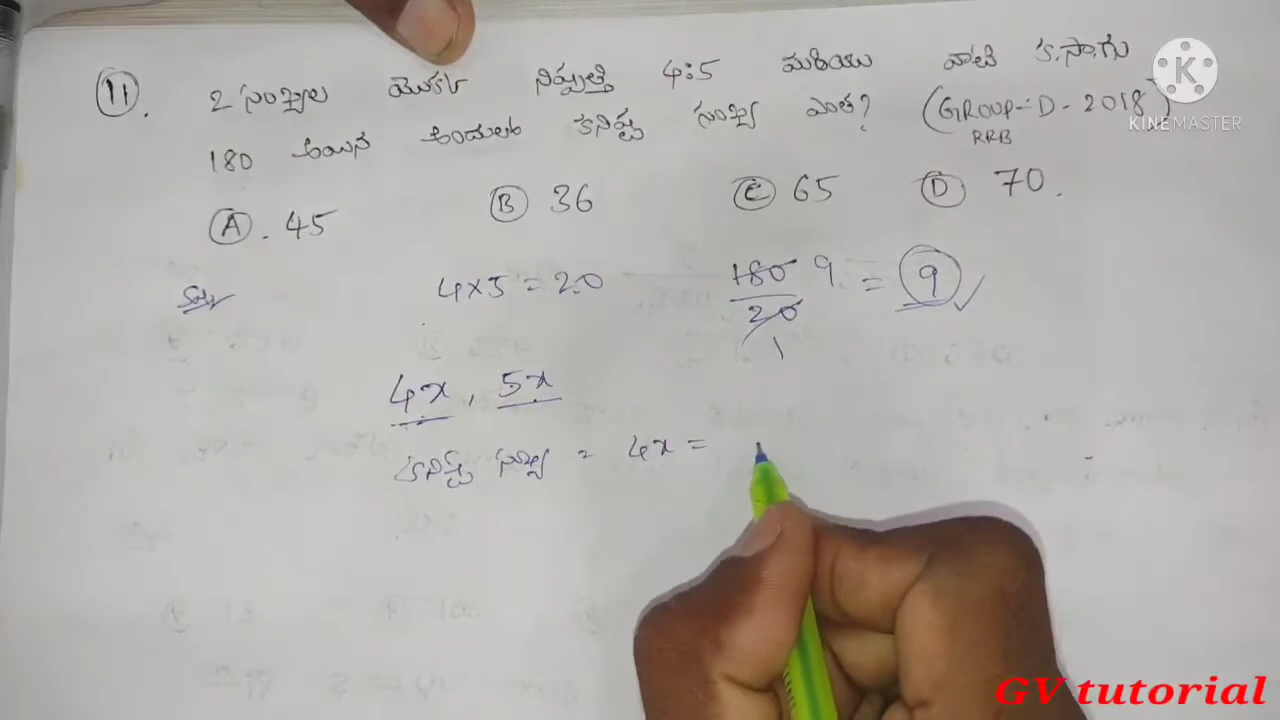 11. 2 సంఖ్యల యొక్క నిష్పత్తి 4:5 మరియు వాటి క.సా.గు
180 అయిన అందులో కనిష్ట సంఖ్య ఎంత? (GROUP-D-2018)
RRB
A. 45 B 36 C 65 D 70.
4×5=20 180/20 9 = 9
1
4x, 5x
కనిష్ట సంఖ్య = 4x =
KINEMASTER
GV tutorial